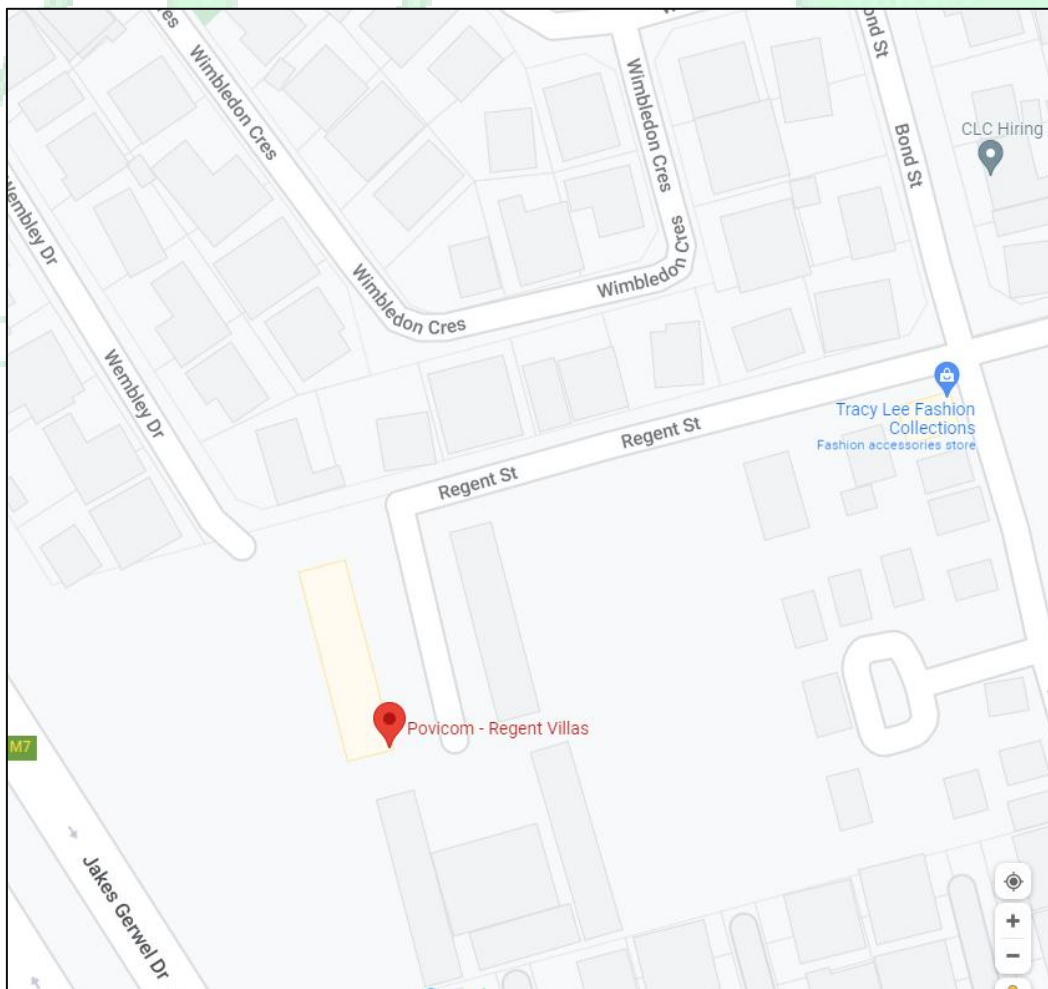 Wimbledon Cres
Bond St
CLC Hiring
Wimbledon Cres
Bond St
Wembley Dr
Wimbledon Cres
Wimbledon Cres
Wembley Dr
Tracy Lee Fashion
Collections
Fashion accessories store
Regent St
Regent St
Povicom - Regent Villas
M7
Jakes Gerwel Dr